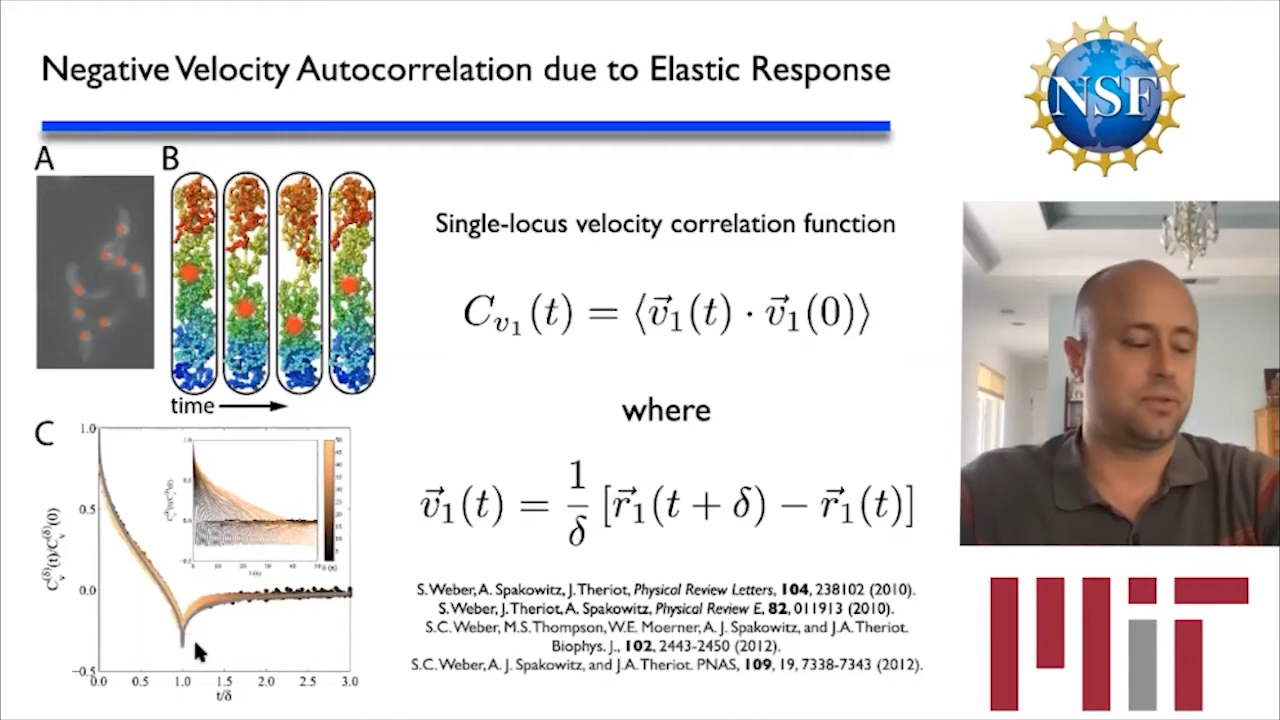 Negative Velocity Autocorrelation due to Elastic Response
NSF
A
B
time
Single-locus velocity correlation function
C_{v_1}(t) = ⟨v⃗_1(t) · v⃗_1(0)⟩
where
v⃗_1(t) = 1/δ [r⃗_1(t + δ) − r⃗_1(t)]
C
1.0
0.5
0.0
−0.5
C_v^{(δ)}(t)/C_v^{(δ)}(0)
0.0 0.5 1.0 1.5 2.0 2.5 3.0
t/δ
S. Weber, A. Spakowitz, J. Theriot, Physical Review Letters, 104, 238102 (2010).
S. Weber, J. Theriot, A. Spakowitz, Physical Review E, 82, 011913 (2010).
S.C. Weber, M.S. Thompson, W.E. Moerner, A. J. Spakowitz, and J.A. Theriot.
Biophys. J., 102, 2443-2450 (2012).
S.C. Weber, A. J. Spakowitz, and J.A. Theriot. PNAS, 109, 19, 7338-7343 (2012).
MIT